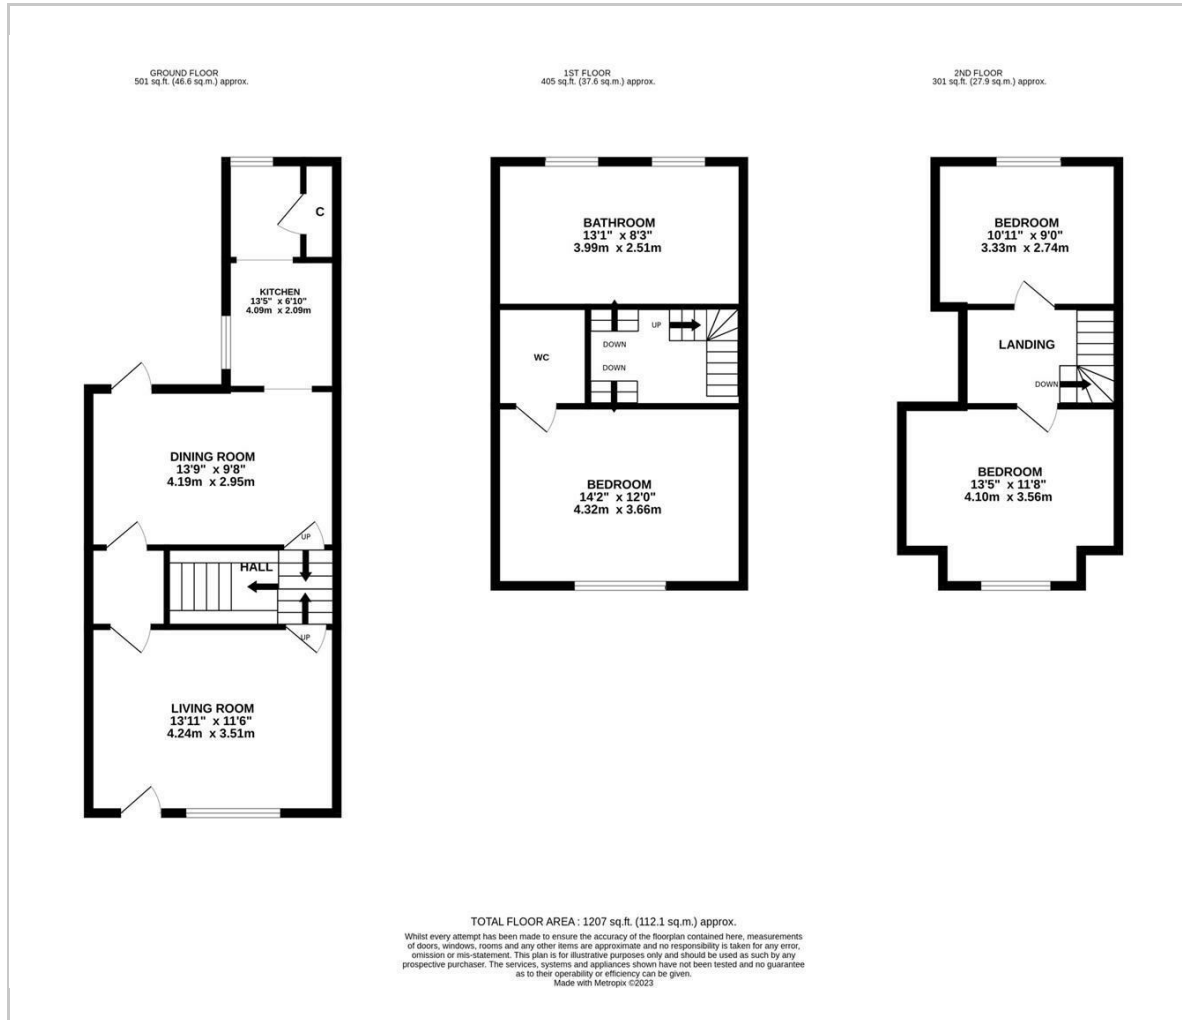 GROUND FLOOR
501 sq.ft. (46.6 sq.m.) approx.
C
KITCHEN
13'5" x 6'10"
4.09m x 2.09m
DINING ROOM
13'9" x 9'8"
4.19m x 2.95m
UP
HALL
UP
LIVING ROOM
13'11" x 11'6"
4.24m x 3.51m
1ST FLOOR
405 sq.ft. (37.6 sq.m.) approx.
BATHROOM
13'1" x 8'3"
3.99m x 2.51m
UP
DOWN
WC
DOWN
BEDROOM
14'2" x 12'0"
4.32m x 3.66m
2ND FLOOR
301 sq.ft. (27.9 sq.m.) approx.
BEDROOM
10'11" x 9'0"
3.33m x 2.74m
LANDING
DOWN
BEDROOM
13'5" x 11'8"
4.10m x 3.56m
TOTAL FLOOR AREA : 1207 sq.ft. (112.1 sq.m.) approx.
Whilst every attempt has been made to ensure the accuracy of the floorplan contained here, measurements
of doors, windows, rooms and any other items are approximate and no responsibility is taken for any error,
omission or mis-statement. This plan is for illustrative purposes only and should be used as such by any
prospective purchaser. The services, systems and appliances shown have not been tested and no guarantee
as to their operability or efficiency can be given.
Made with Metropix ©2023